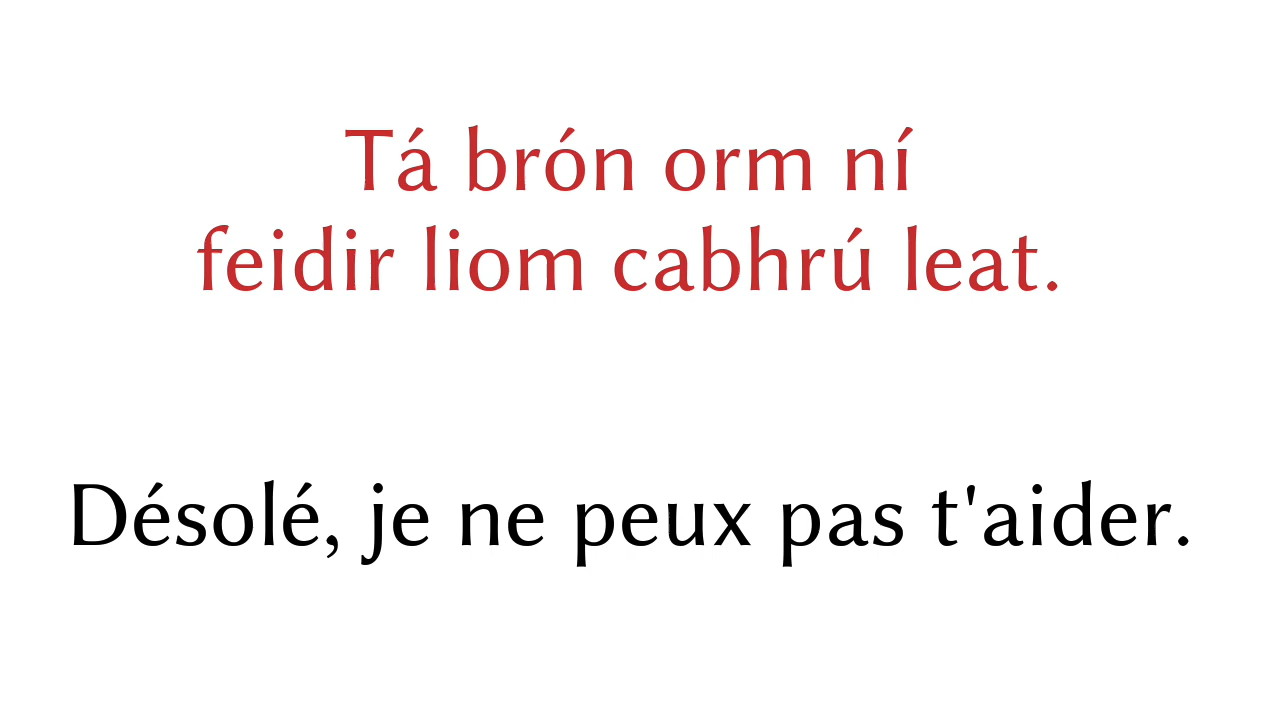 Tá brón orm ní
feidir liom cabhrú leat.
Désolé, je ne peux pas t'aider.